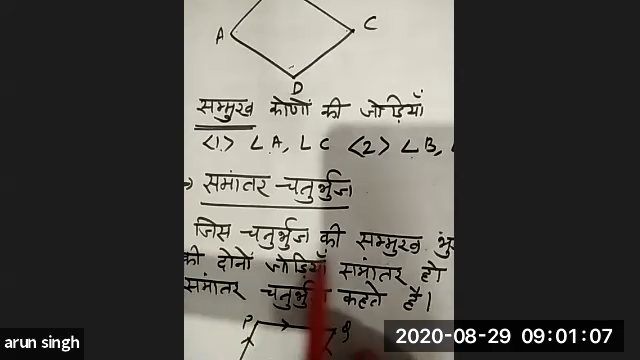 A
C
D
सम्मुख कोणों की जोड़ियाँ
<1> ∠A, ∠C <2> ∠B,
समांतर चतुर्भुज
जिस चतुर्भुज की सम्मुख
की दोनों जोड़ियाँ समांतर हो
समांतर चतुर्भुज कहते है।
P
arun singh
2020-08-29 09:01:07